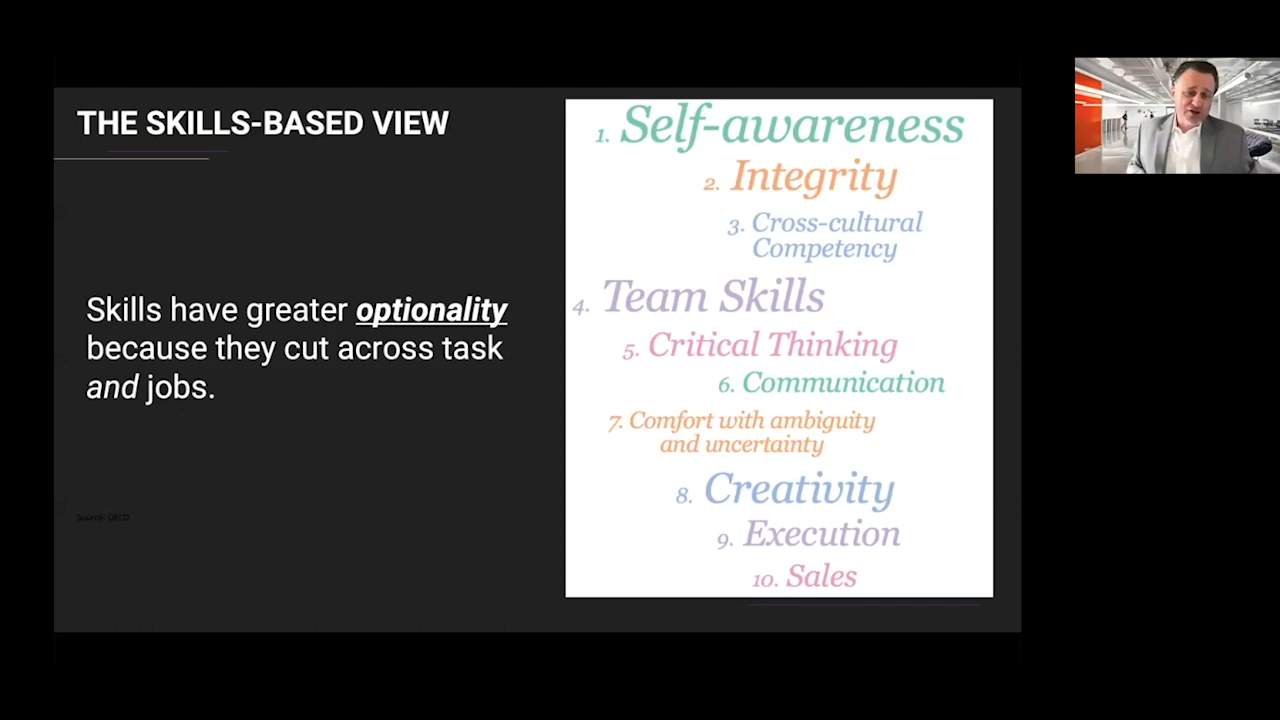 THE SKILLS-BASED VIEW
Skills have greater optionality
because they cut across task
and jobs.
Source: OECD
1. Self-awareness
2. Integrity
3. Cross-cultural
Competency
4. Team Skills
5. Critical Thinking
6. Communication
7. Comfort with ambiguity
and uncertainty
8. Creativity
9. Execution
10. Sales